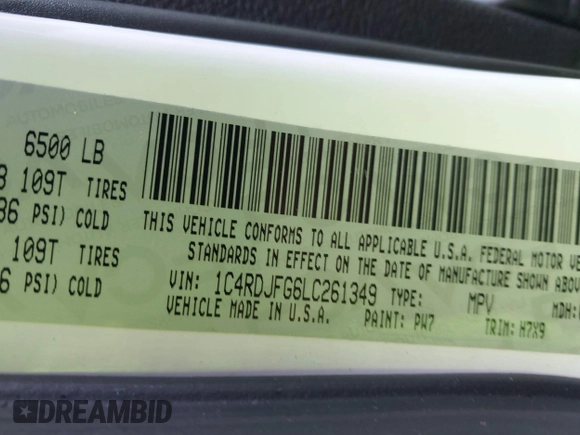 6500 LB
109T TIRES
PSI) COLD
109T TIRES
PSI) COLD
THIS VEHICLE CONFORMS TO ALL APPLICABLE U.S.A. FEDERAL MOTOR
STANDARDS IN EFFECT ON THE DATE OF MANUFACTURE SHOWN ABOV
VIN: 1C4RDJFG6LC261349 TYPE: MPV MDH:
VEHICLE MADE IN U.S.A. PAINT: PW7 TRIM: H7X9
DREAMBID